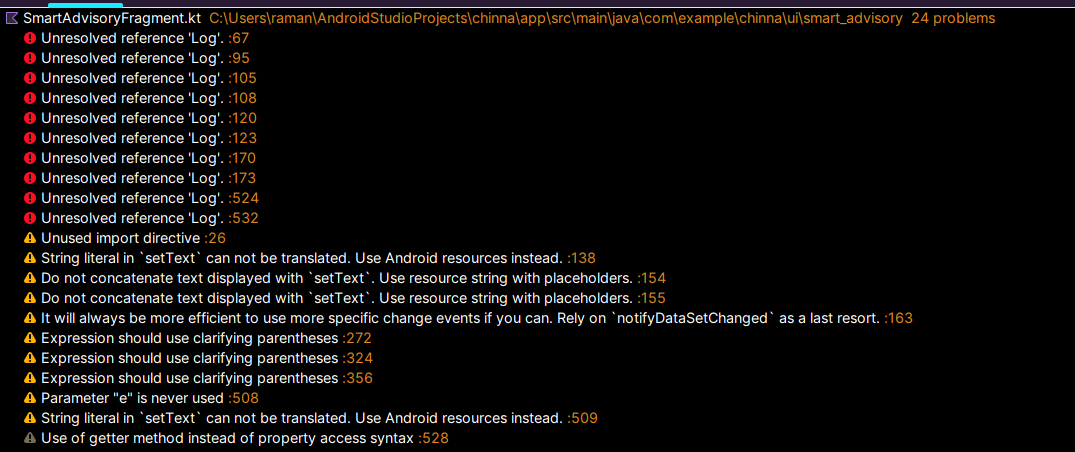 SmartAdvisoryFragment.kt C:\Users\raman\AndroidStudioProjects\chinna\app\src\main\java\com\example\chinna\ui\smart_advisory 24 problems
Unresolved reference 'Log'. :67
Unresolved reference 'Log'. :95
Unresolved reference 'Log'. :105
Unresolved reference 'Log'. :108
Unresolved reference 'Log'. :120
Unresolved reference 'Log'. :123
Unresolved reference 'Log'. :170
Unresolved reference 'Log'. :173
Unresolved reference 'Log'. :524
Unresolved reference 'Log'. :532
Unused import directive :26
String literal in `setText` can not be translated. Use Android resources instead. :138
Do not concatenate text displayed with `setText`. Use resource string with placeholders. :154
Do not concatenate text displayed with `setText`. Use resource string with placeholders. :155
It will always be more efficient to use more specific change events if you can. Rely on `notifyDataSetChanged` as a last resort. :163
Expression should use clarifying parentheses :272
Expression should use clarifying parentheses :324
Expression should use clarifying parentheses :356
Parameter "e" is never used :508
String literal in `setText` can not be translated. Use Android resources instead. :509
Use of getter method instead of property access syntax :528